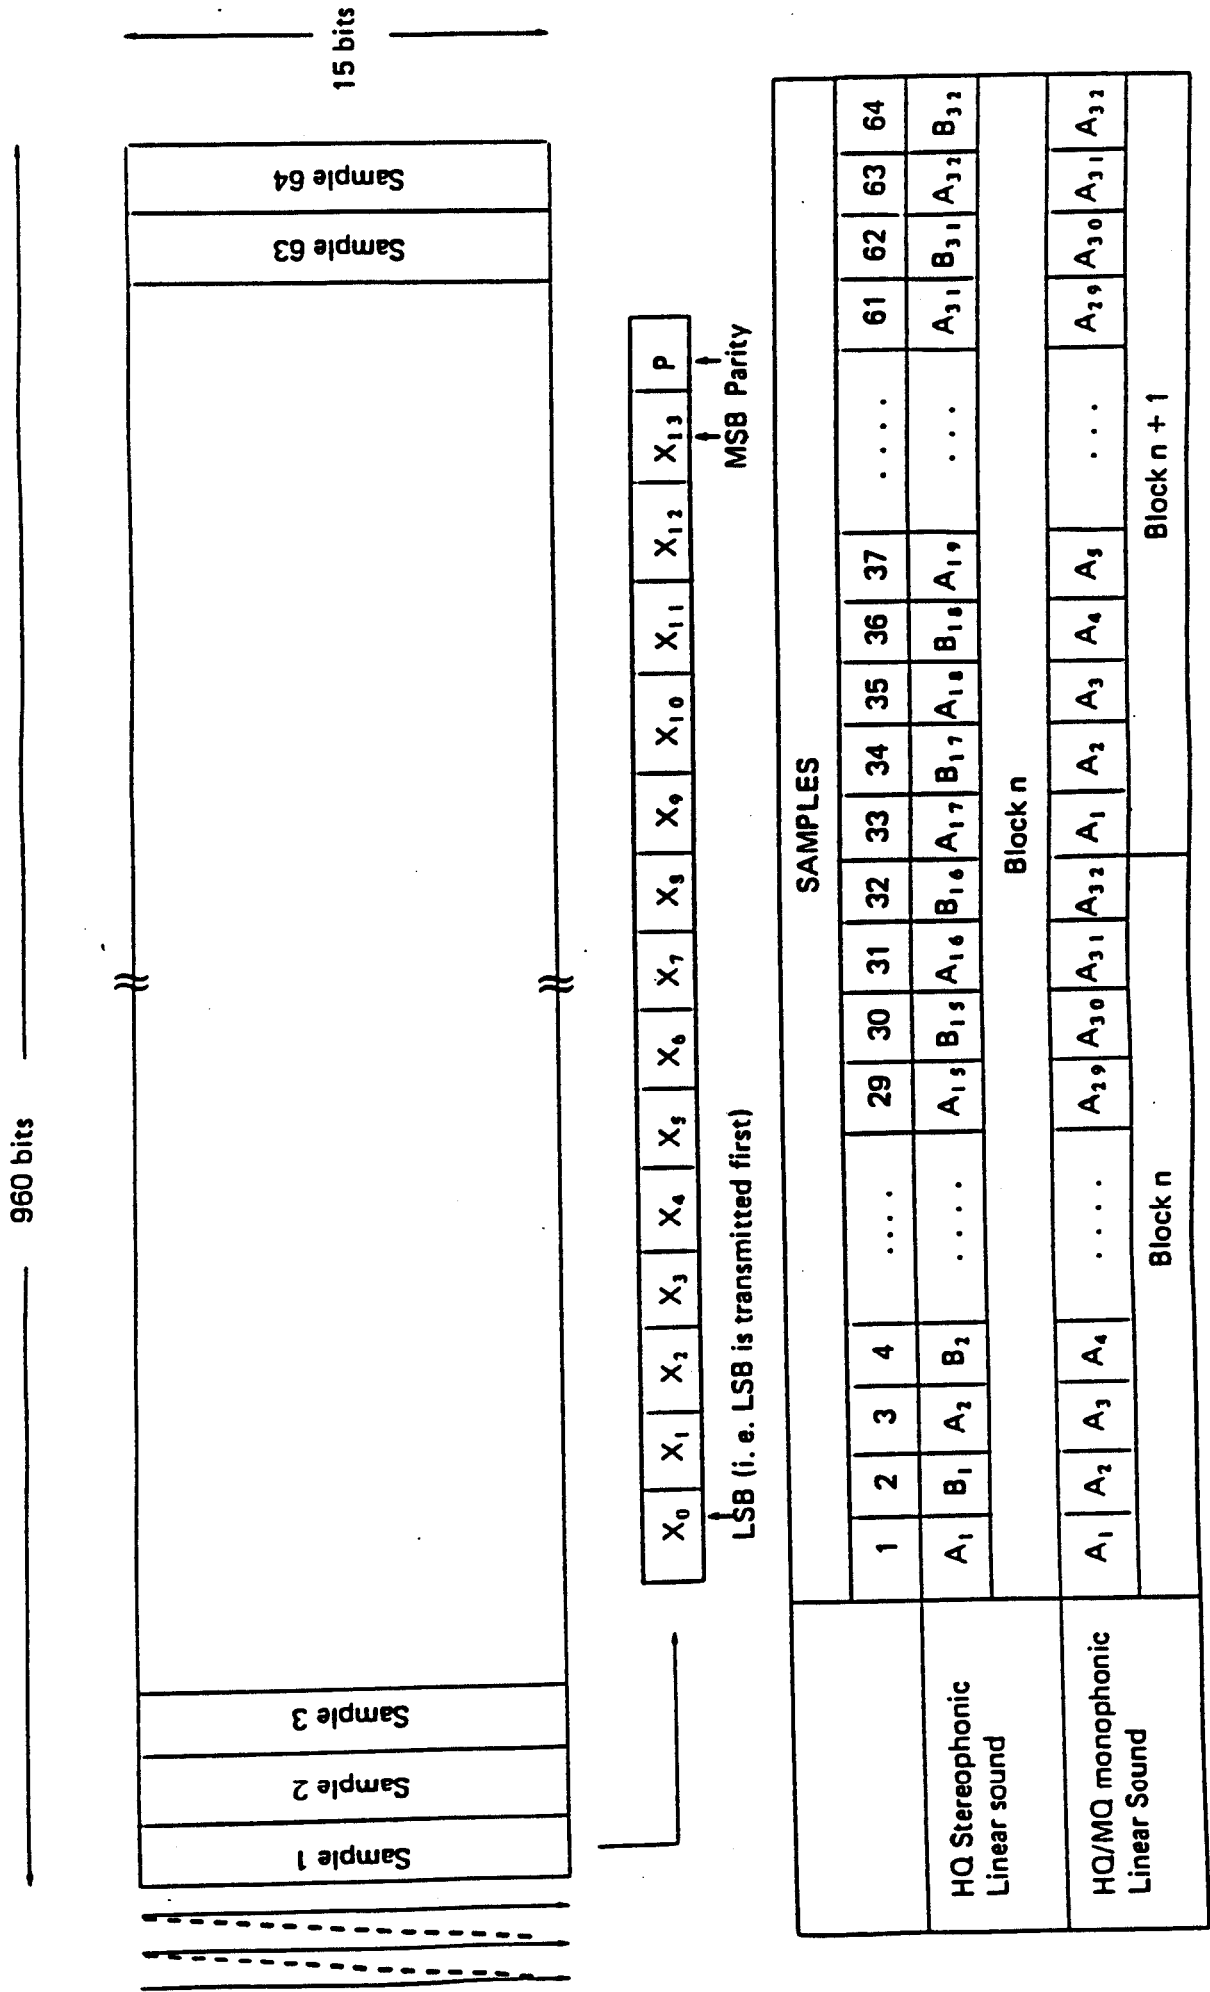 960 bits
15 bits
Sample 1 Sample 2 Sample 3 Sample 63 Sample 64
X0 X1 X2 X3 X4 X5 X6 X7 X8 X9 X10 X11 X12 X13 P
LSB (i. e. LSB is transmitted first) MSB Parity
SAMPLES
1 2 3 4 .... 29 30 31 32 33 34 35 36 37 .... 61 62 63 64
HQ Stereophonic
Linear sound
A1 B1 A2 B2 ..... A15 B15 A16 B16 A17 B17 A18 B18 A19 ... A31 B31 A32 B32
Block n
HQ/MQ monophonic
Linear Sound
A1 A2 A3 A4 ..... A29 A30 A31 A32 A1 A2 A3 A4 A5 ... A29 A30 A31 A32
Block n Block n + 1